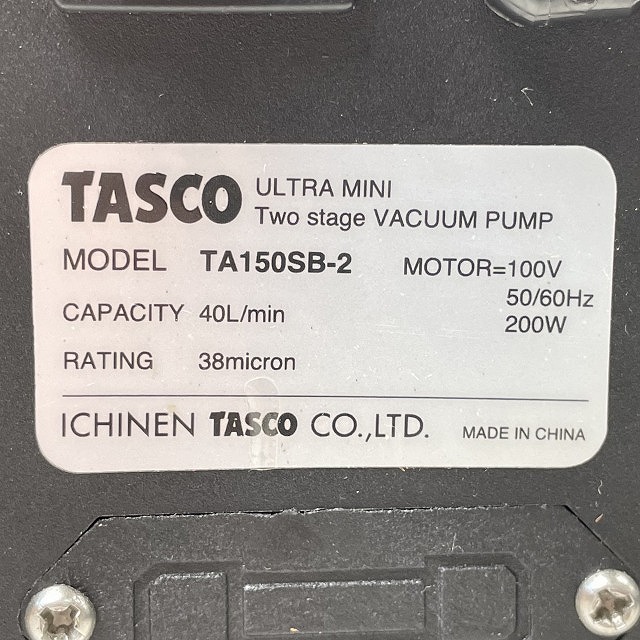 TASCO ULTRA MINI
Two stage VACUUM PUMP
MODEL TA150SB-2 MOTOR=100V
50/60Hz
CAPACITY 40L/min 200W
RATING 38micron
ICHINEN TASCO CO.,LTD. MADE IN CHINA